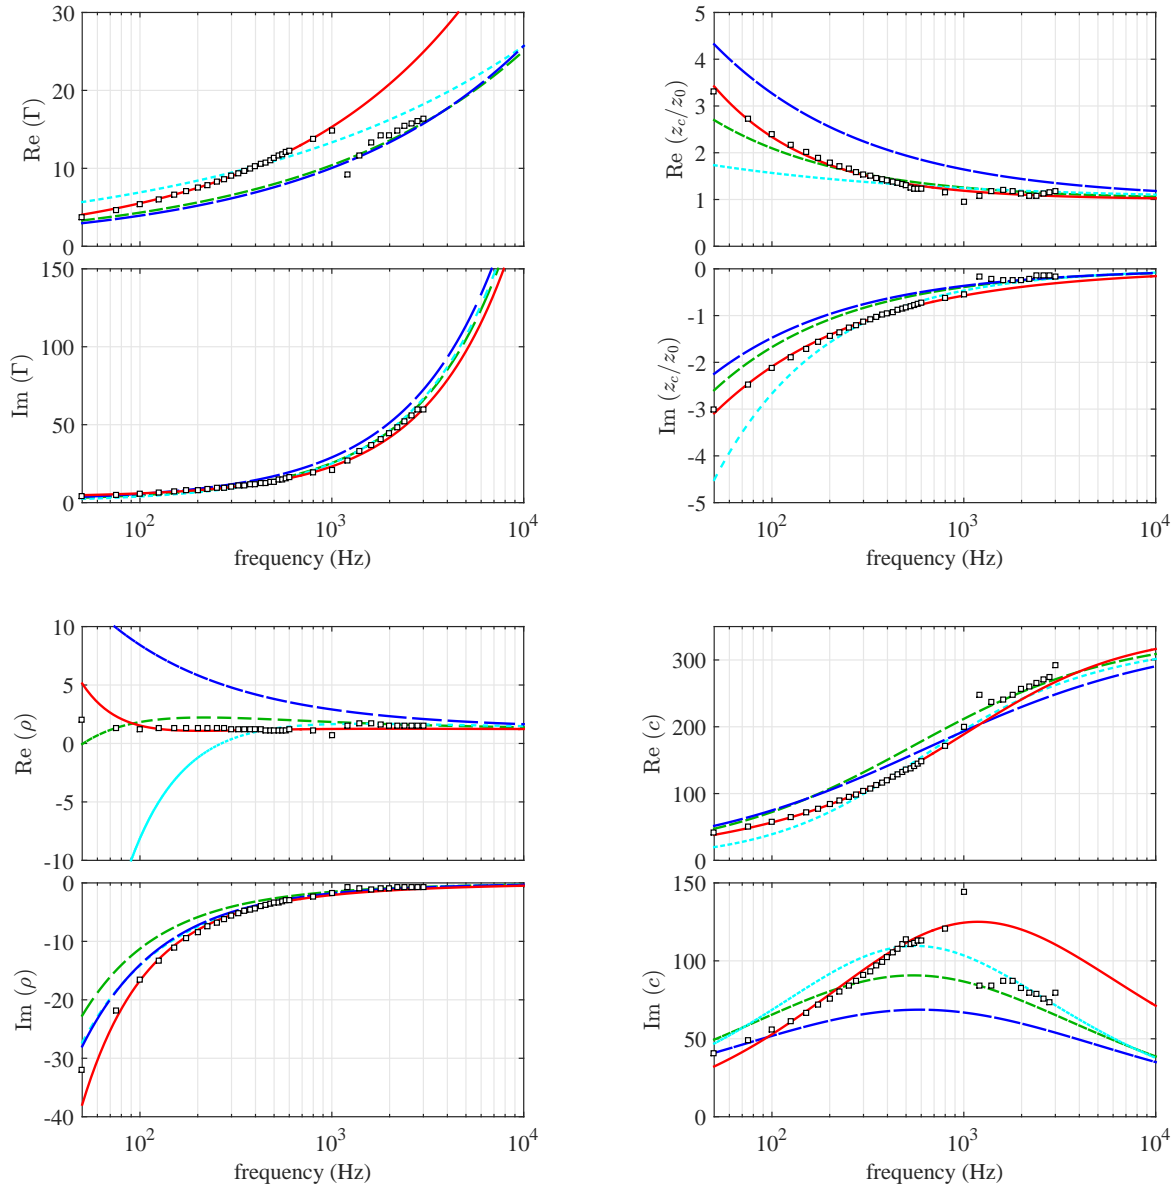 30
20
10
0
Re (Γ)
5
4
3
2
1
0
Re (z_c/z_0)
150
100
50
0
Im (Γ)
10^2 10^3 10^4
frequency (Hz)
0
-1
-2
-3
-4
-5
Im (z_c/z_0)
10^2 10^3 10^4
frequency (Hz)
10
5
0
-5
-10
Re (ρ)
300
200
100
0
Re (c)
0
-10
-20
-30
-40
Im (ρ)
10^2 10^3 10^4
frequency (Hz)
150
100
50
0
Im (c)
10^2 10^3 10^4
frequency (Hz)